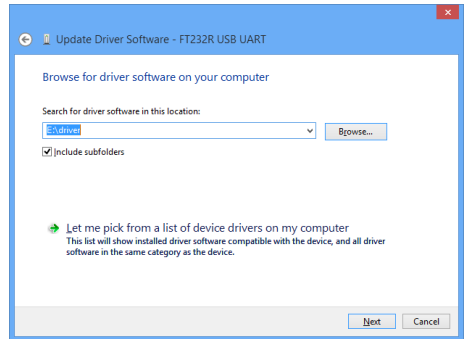 Update Driver Software - FT232R USB UART
Browse for driver software on your computer
Search for driver software in this location:
E:\driver
Browse...
Include subfolders
Let me pick from a list of device drivers on my computer
This list will show installed driver software compatible with the device, and all driver
software in the same category as the device.
Next
Cancel